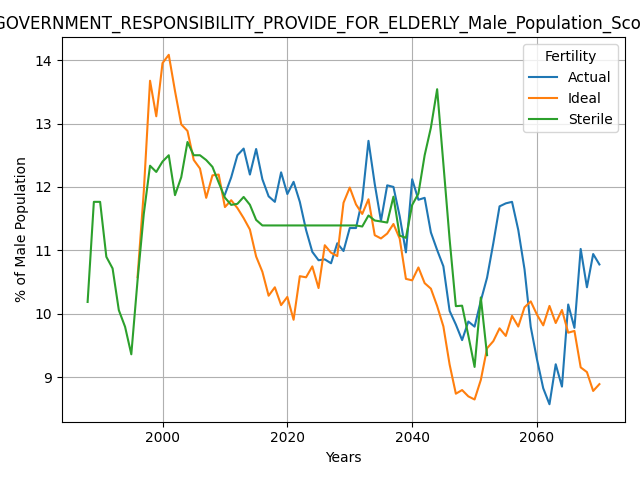 GOVERNMENT_RESPONSIBILITY_PROVIDE_FOR_ELDERLY_Male_Population_Sco
14
13
12
11
10
9
% of Male Population
2000
2020
2040
2060
Years
Fertility
Actual
Ideal
Sterile